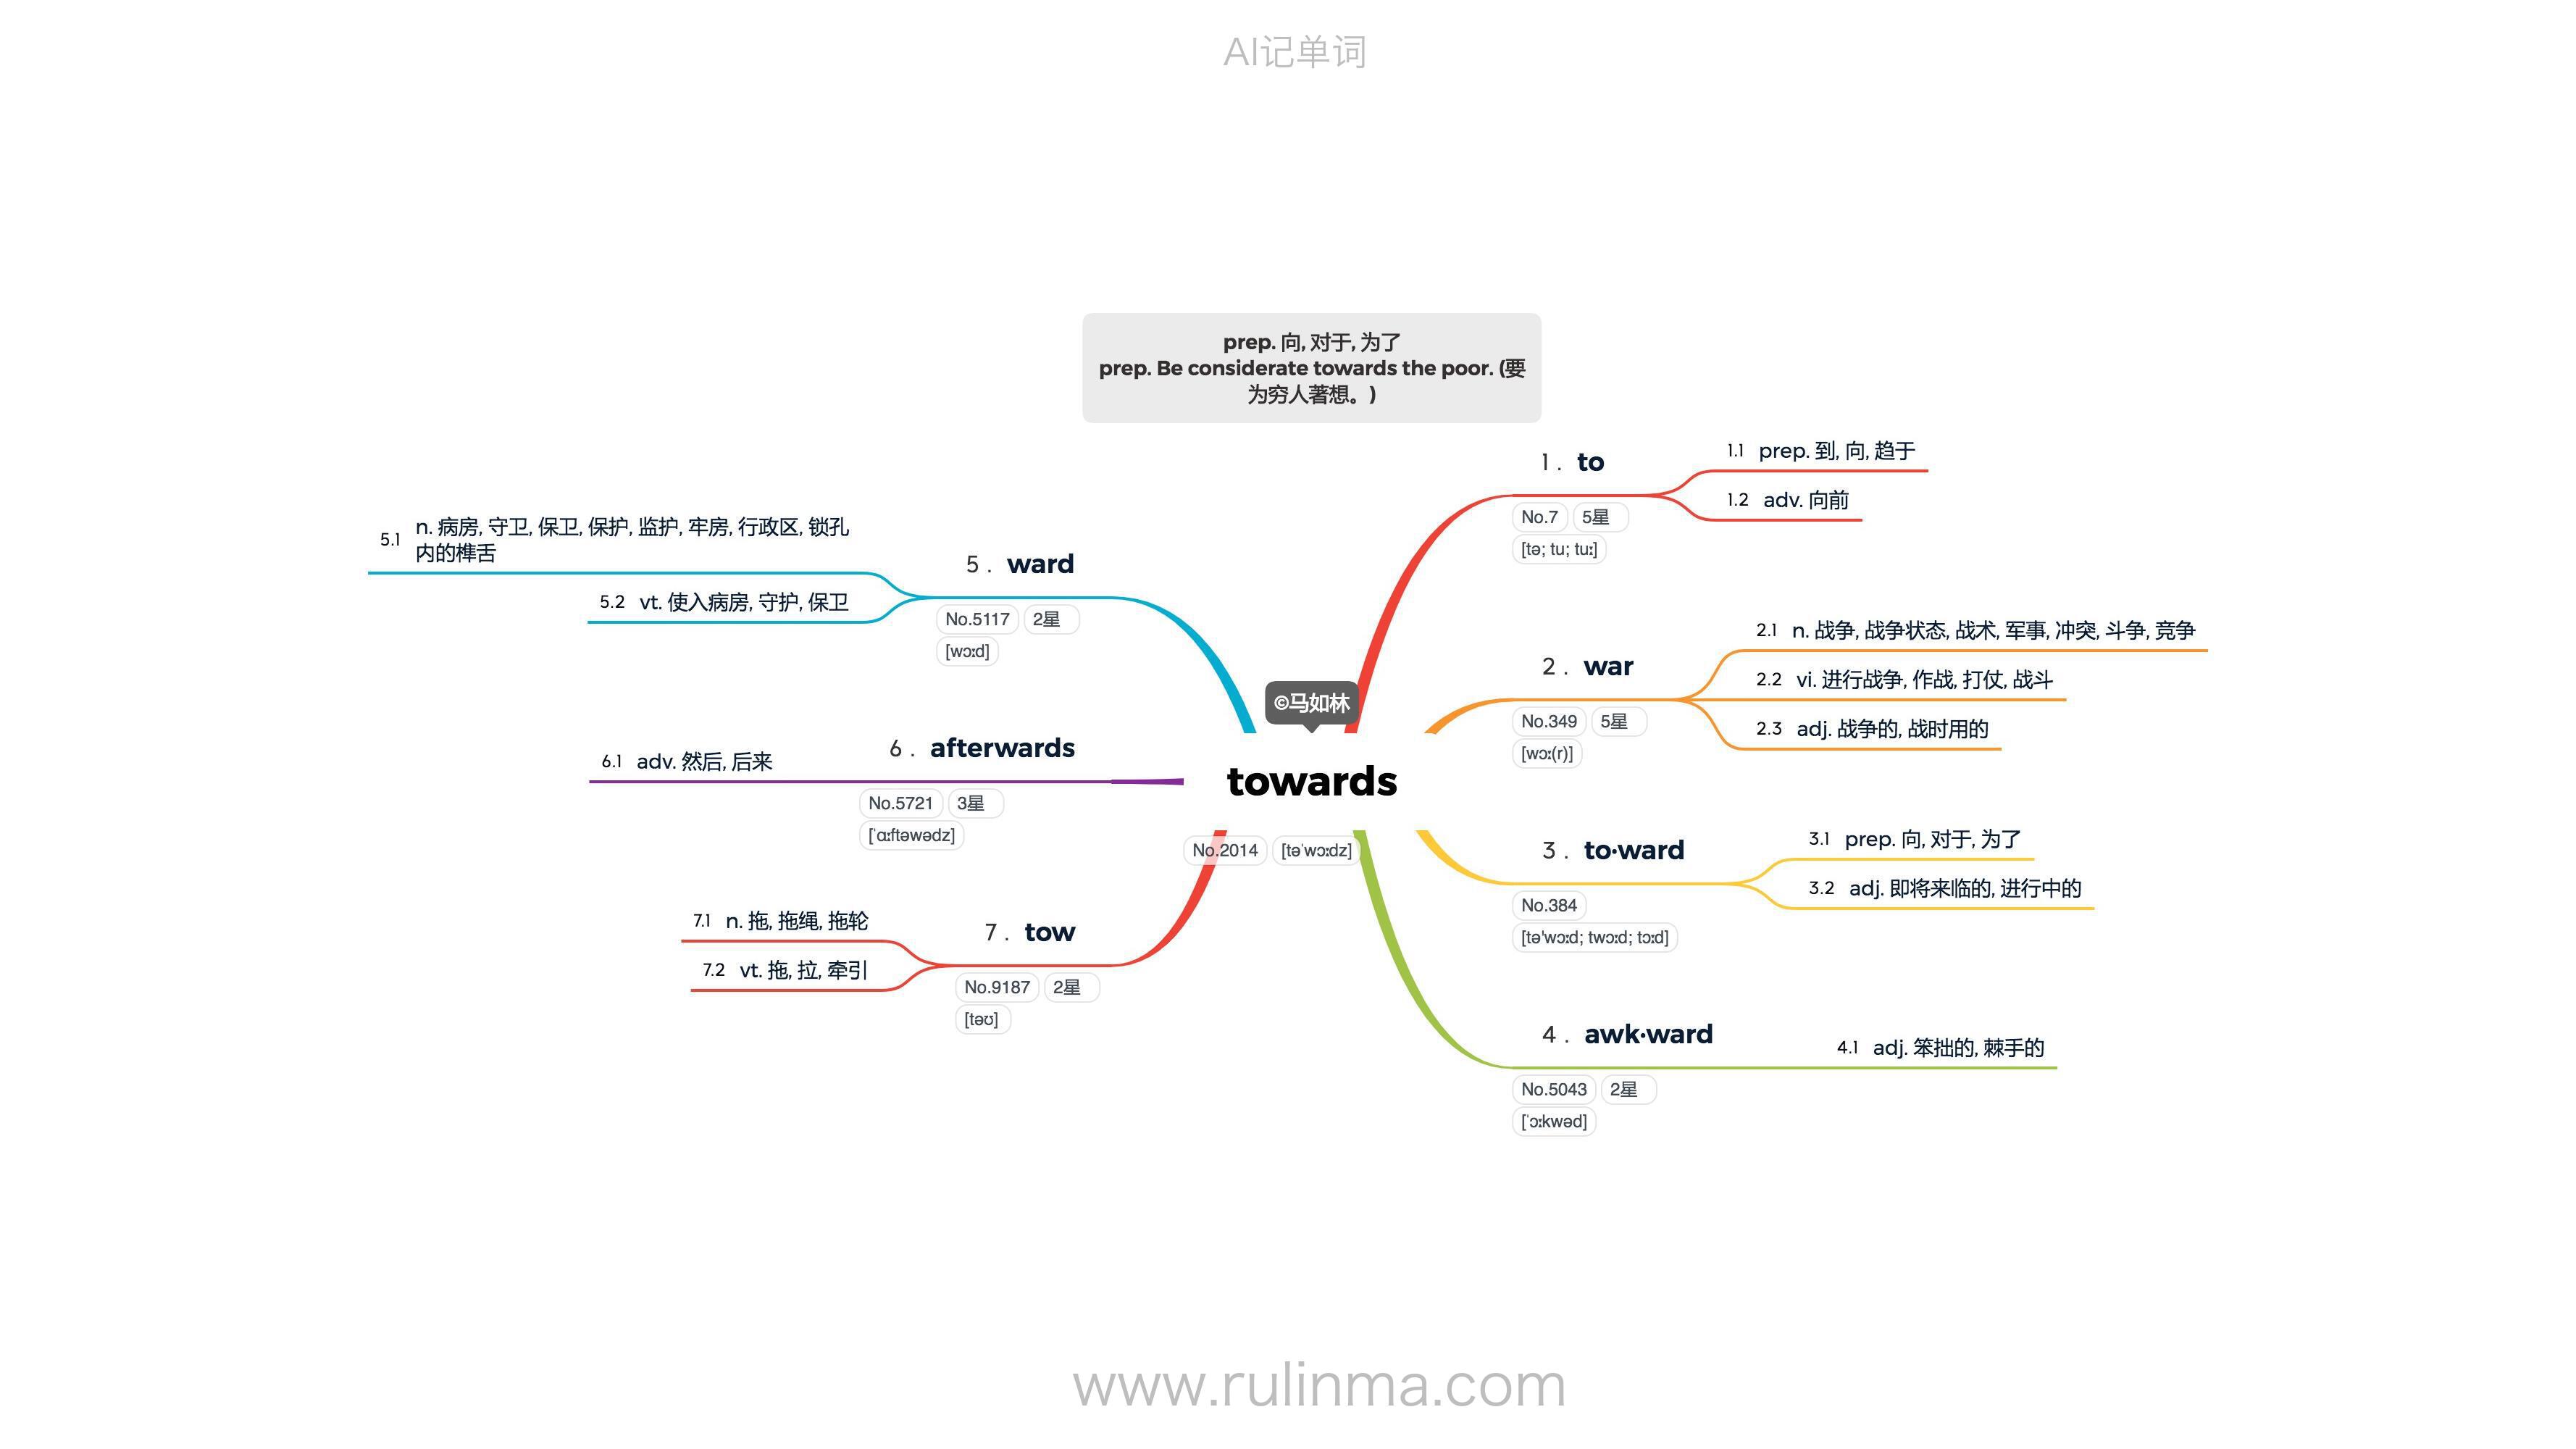 AI记单词
prep. 向, 对于, 为了
prep. Be considerate towards the poor. (要
为穷人著想。)
©马如林
towards
No.2014 [təˈwɔːdz]
1 . to
No.7 5星
[tə; tu; tuː]
1.1 prep. 到, 向, 趋于
1.2 adv. 向前
2 . war
No.349 5星
[wɔː(r)]
2.1 n. 战争, 战争状态, 战术, 军事, 冲突, 斗争, 竞争
2.2 vi. 进行战争, 作战, 打仗, 战斗
2.3 adj. 战争的, 战时用的
3 . to·ward
No.384
[tə'wɔːd; twɔːd; tɔːd]
3.1 prep. 向, 对于, 为了
3.2 adj. 即将来临的, 进行中的
4 . awk·ward
No.5043 2星
[ˈɔːkwəd]
4.1 adj. 笨拙的, 棘手的
5 . ward
No.5117 2星
[wɔːd]
5.1 n. 病房, 守卫, 保卫, 保护, 监护, 牢房, 行政区, 锁孔
内的榫舌
5.2 vt. 使入病房, 守护, 保卫
6 . afterwards
No.5721 3星
[ˈɑːftəwədz]
6.1 adv. 然后, 后来
7 . tow
No.9187 2星
[təʊ]
7.1 n. 拖, 拖绳, 拖轮
7.2 vt. 拖, 拉, 牵引
www.rulinma.com